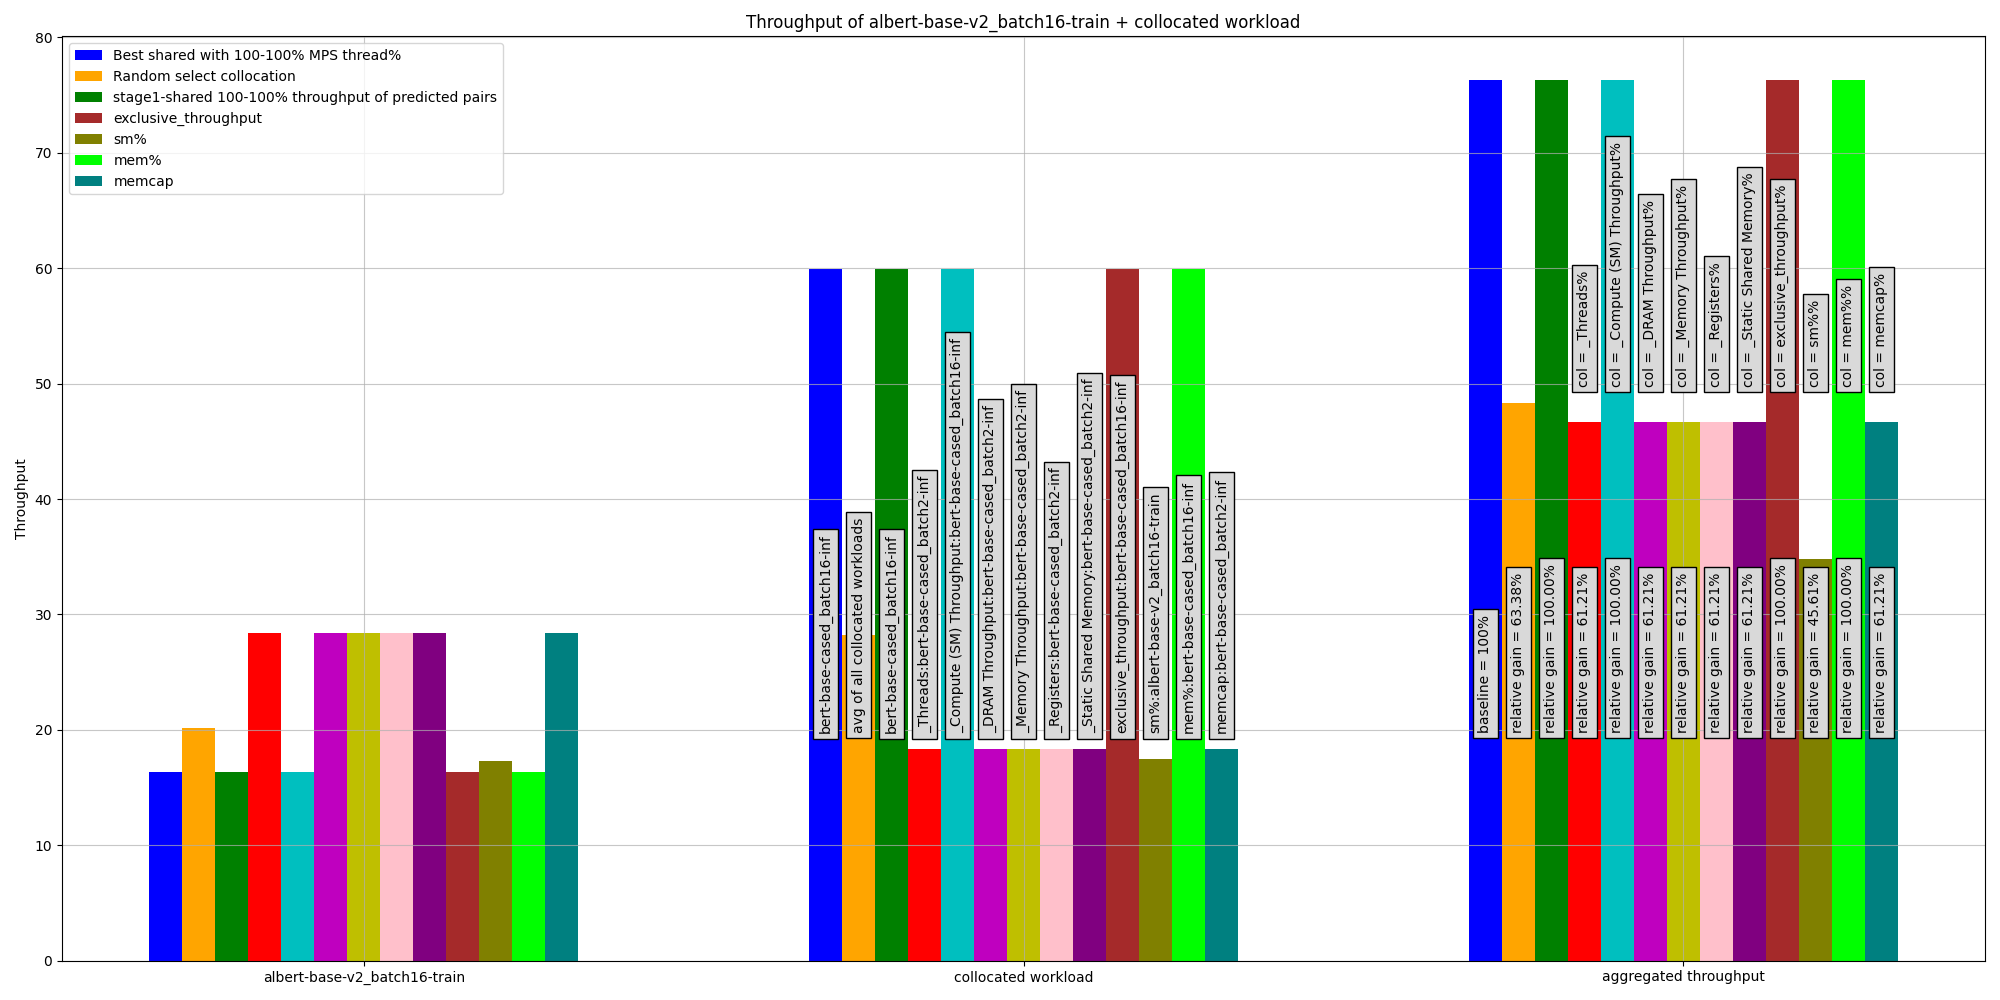 Throughput of albert-base-v2_batch16-train + collocated workload
Best shared with 100-100% MPS thread%
Random select collocation
stage1-shared 100-100% throughput of predicted pairs
exclusive_throughput
sm%
mem%
memcap
Throughput
80
70
60
50
40
30
20
10
0
bert-base-cased_batch16-inf
avg of all collocated workloads
bert-base-cased_batch16-inf
_Threads:bert-base-cased_batch2-inf
_Compute (SM) Throughput:bert-base-cased_batch16-inf
_DRAM Throughput:bert-base-cased_batch2-inf
_Memory Throughput:bert-base-cased_batch2-inf
_Registers:bert-base-cased_batch2-inf
_Static Shared Memory:bert-base-cased_batch2-inf
exclusive_throughput:bert-base-cased_batch16-inf
sm%:albert-base-v2_batch16-train
mem%:bert-base-cased_batch16-inf
memcap:bert-base-cased_batch2-inf
col = _Threads%
col = _Compute (SM) Throughput%
col = _DRAM Throughput%
col = _Memory Throughput%
col = _Registers%
col = _Static Shared Memory%
col = exclusive_throughput%
col = sm%%
col = mem%%
col = memcap%
baseline = 100%
relative gain = 63.38%
relative gain = 100.00%
relative gain = 61.21%
relative gain = 100.00%
relative gain = 61.21%
relative gain = 61.21%
relative gain = 61.21%
relative gain = 61.21%
relative gain = 100.00%
relative gain = 45.61%
relative gain = 100.00%
relative gain = 61.21%
albert-base-v2_batch16-train
collocated workload
aggregated throughput